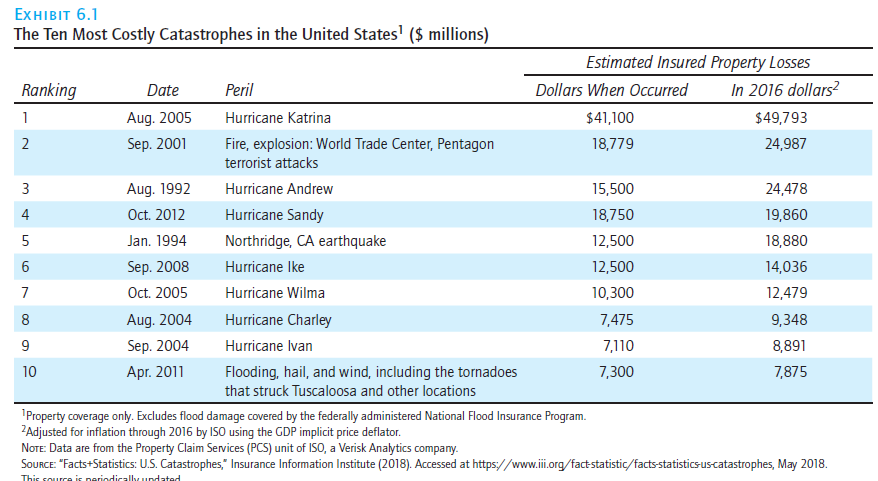 EXHIBIT 6.1
The Ten Most Costly Catastrophes in the United States¹ ($ millions)
Estimated Insured Property Losses
Ranking Date Peril Dollars When Occurred In 2016 dollars²
1 Aug. 2005 Hurricane Katrina $41,100 $49,793
2 Sep. 2001 Fire, explosion: World Trade Center, Pentagon 18,779 24,987
terrorist attacks
3 Aug. 1992 Hurricane Andrew 15,500 24,478
4 Oct. 2012 Hurricane Sandy 18,750 19,860
5 Jan. 1994 Northridge, CA earthquake 12,500 18,880
6 Sep. 2008 Hurricane Ike 12,500 14,036
7 Oct. 2005 Hurricane Wilma 10,300 12,479
8 Aug. 2004 Hurricane Charley 7,475 9,348
9 Sep. 2004 Hurricane Ivan 7,110 8,891
10 Apr. 2011 Flooding, hail, and wind, including the tornadoes 7,300 7,875
that struck Tuscaloosa and other locations
¹Property coverage only. Excludes flood damage covered by the federally administered National Flood Insurance Program.
²Adjusted for inflation through 2016 by ISO using the GDP implicit price deflator.
NOTE: Data are from the Property Claim Services (PCS) unit of ISO, a Verisk Analytics company.
SOURCE: "Facts+Statistics: U.S. Catastrophes," Insurance Information Institute (2018). Accessed at https://www.iii.org/fact-statistic/facts-statistics-us-catastrophes, May 2018.
This source is periodically updated